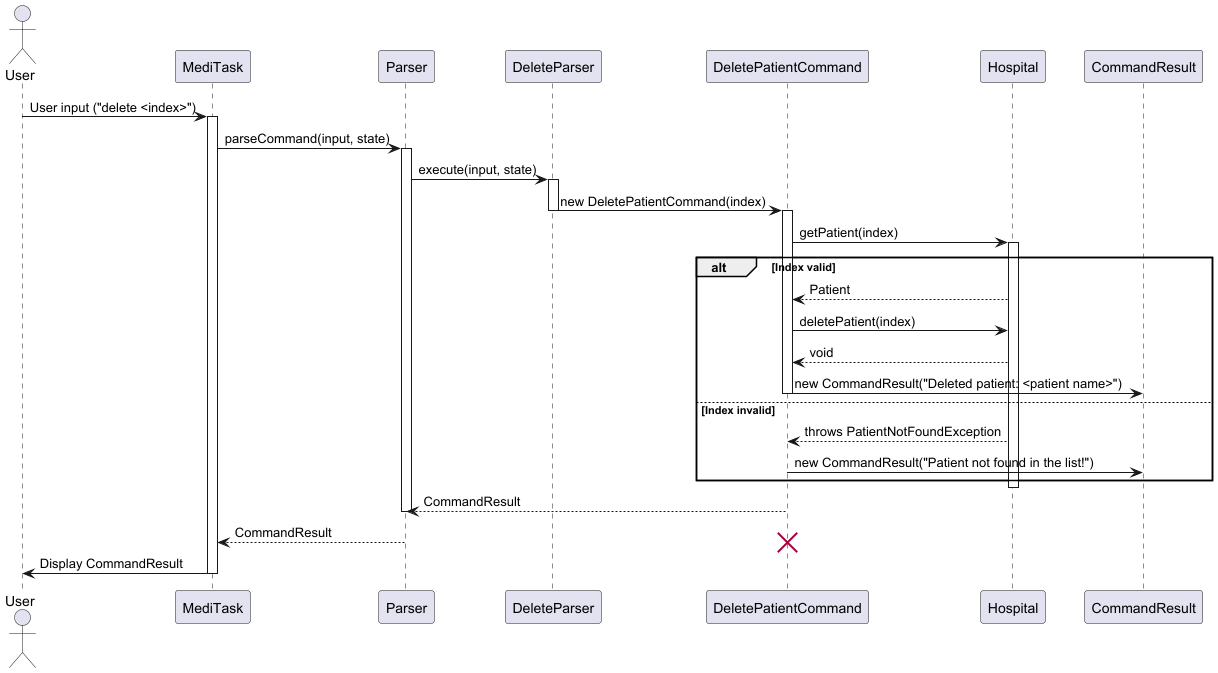 User
MediTask
Parser
DeleteParser
DeletePatientCommand
Hospital
CommandResult
User input ("delete <index>")
parseCommand(input, state)
execute(input, state)
new DeletePatientCommand(index)
getPatient(index)
alt
[Index valid]
Patient
deletePatient(index)
void
new CommandResult("Deleted patient: <patient name>")
[Index invalid]
throws PatientNotFoundException
new CommandResult("Patient not found in the list!")
CommandResult
CommandResult
Display CommandResult
User
MediTask
Parser
DeleteParser
DeletePatientCommand
Hospital
CommandResult